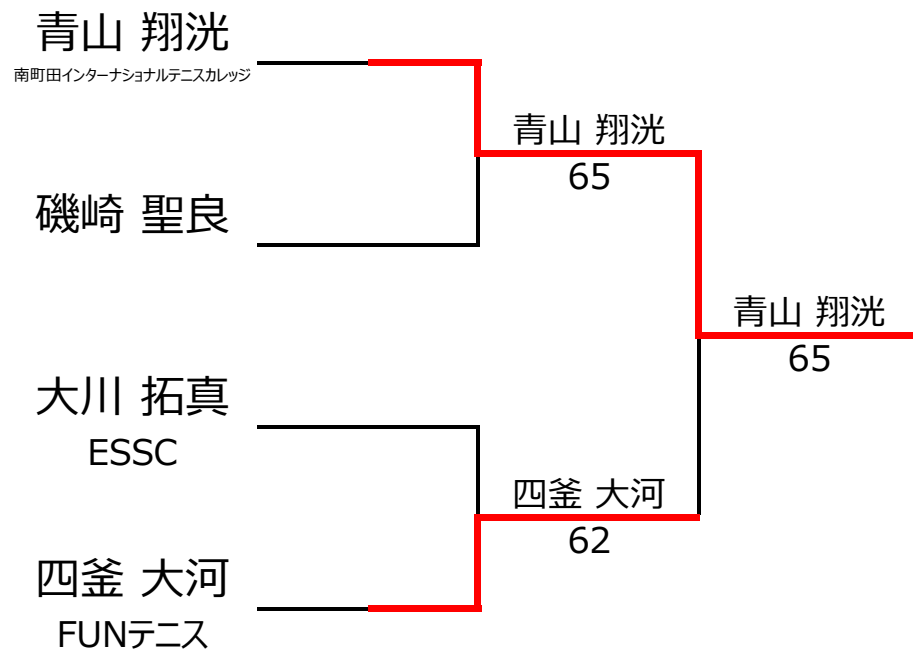 青山 翔洸
南町田インターナショナルテニスカレッジ
青山 翔洸
65
磯崎 聖良
青山 翔洸
65
大川 拓真
ESSC
四釜 大河
62
四釜 大河
FUNテニス